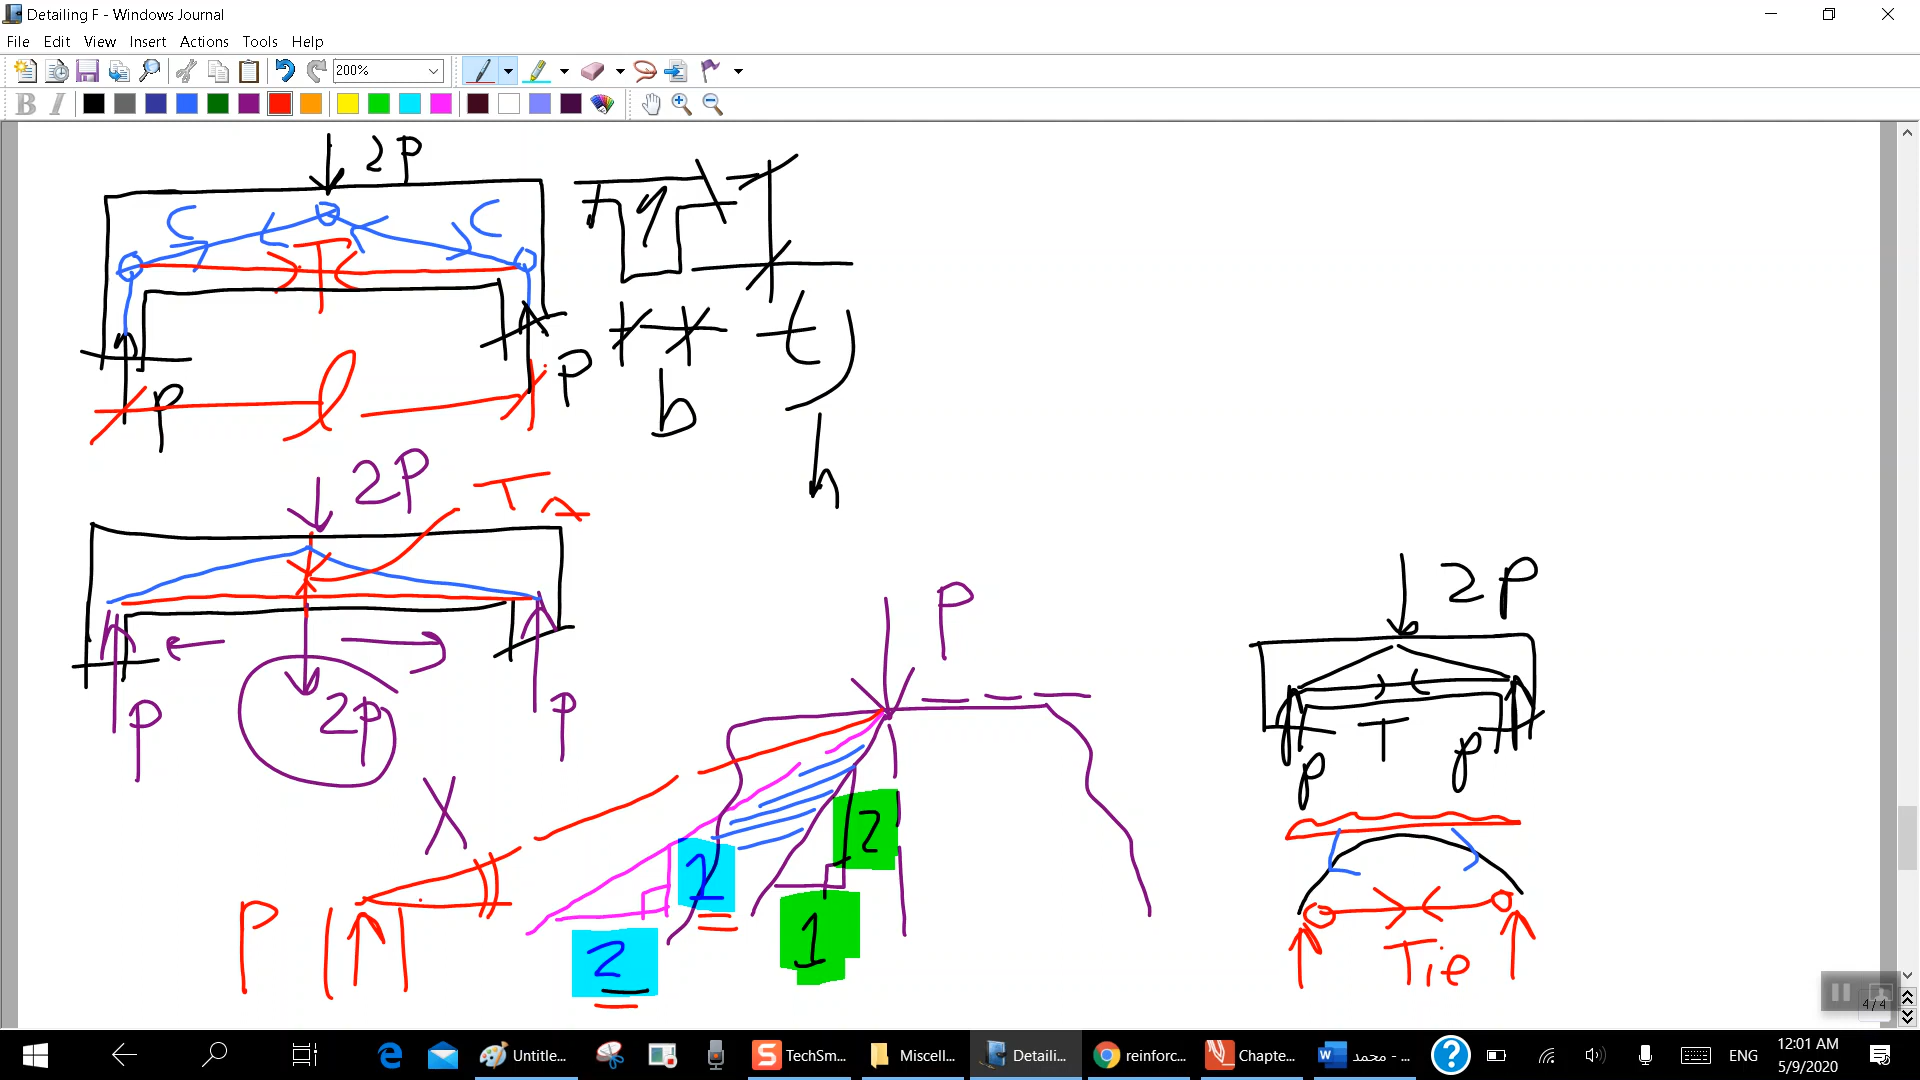 Detailing F - Windows Journal
File Edit View Insert Actions Tools Help
200%
B I
2P
C C
T
P P
l
b
t
h
2P
T
P 2P P
P
X
2
2
1
2
P
2P
P T P
Tie
4 / 4
Untitle... TechSm... Miscell... Detaili... reinforc... Chapte... محمد - ... ENG
12:01 AM
5/9/2020